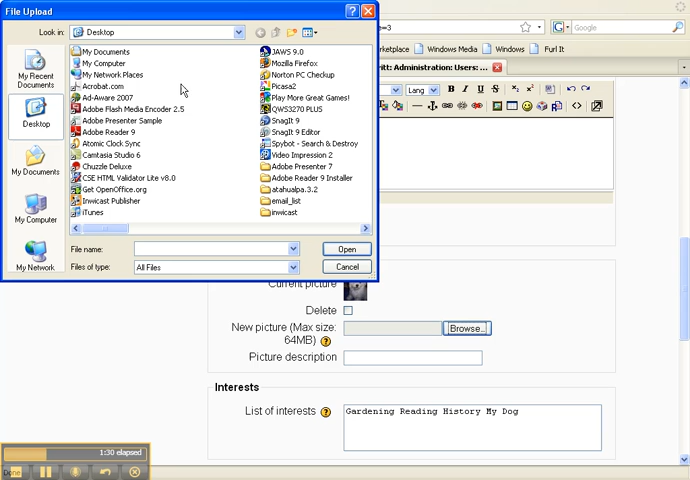 File Upload
e=3
Google
Look in: Desktop
My Recent Documents
Desktop
My Documents
My Computer
My Network
My Documents
My Computer
My Network Places
Acrobat.com
Ad-Aware 2007
Adobe Flash Media Encoder 2.5
Adobe Presenter Sample
Adobe Reader 9
Atomic Clock Sync
Camtasia Studio 6
Chuzzle Deluxe
CSE HTML Validator Lite v8.0
Get OpenOffice.org
Inwicast Publisher
iTunes
JAWS 9.0
Mozilla Firefox
Norton PC Checkup
Picasa2
Play More Great Games!
QWS3270 PLUS
SnagIt 9
SnagIt 9 Editor
Spybot - Search & Destroy
Video Impression 2
Adobe Presenter 7
Adobe Reader 9 Installer
atahualpa.3.2
email_list
inwicast
File name:
Open
Files of type: All Files
Cancel
rketplace Windows Media Envizions Furl It
ritt: Administration: Users: ...
Lang B I U S x₂ x²
Current picture
Delete
New picture (Max size: 64MB) Browse...
Picture description
Interests
List of interests Gardening Reading History My Dog
1:30 elapsed
Done